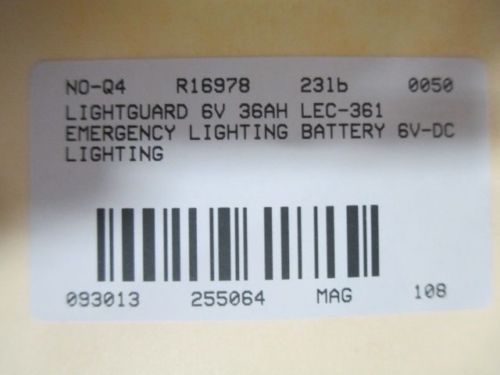 NO-Q4 R16978 23lb 0050
LIGHTGUARD 6V 36AH LEC-361
EMERGENCY LIGHTING BATTERY 6V-DC
LIGHTING
093013 255064 MAG 108